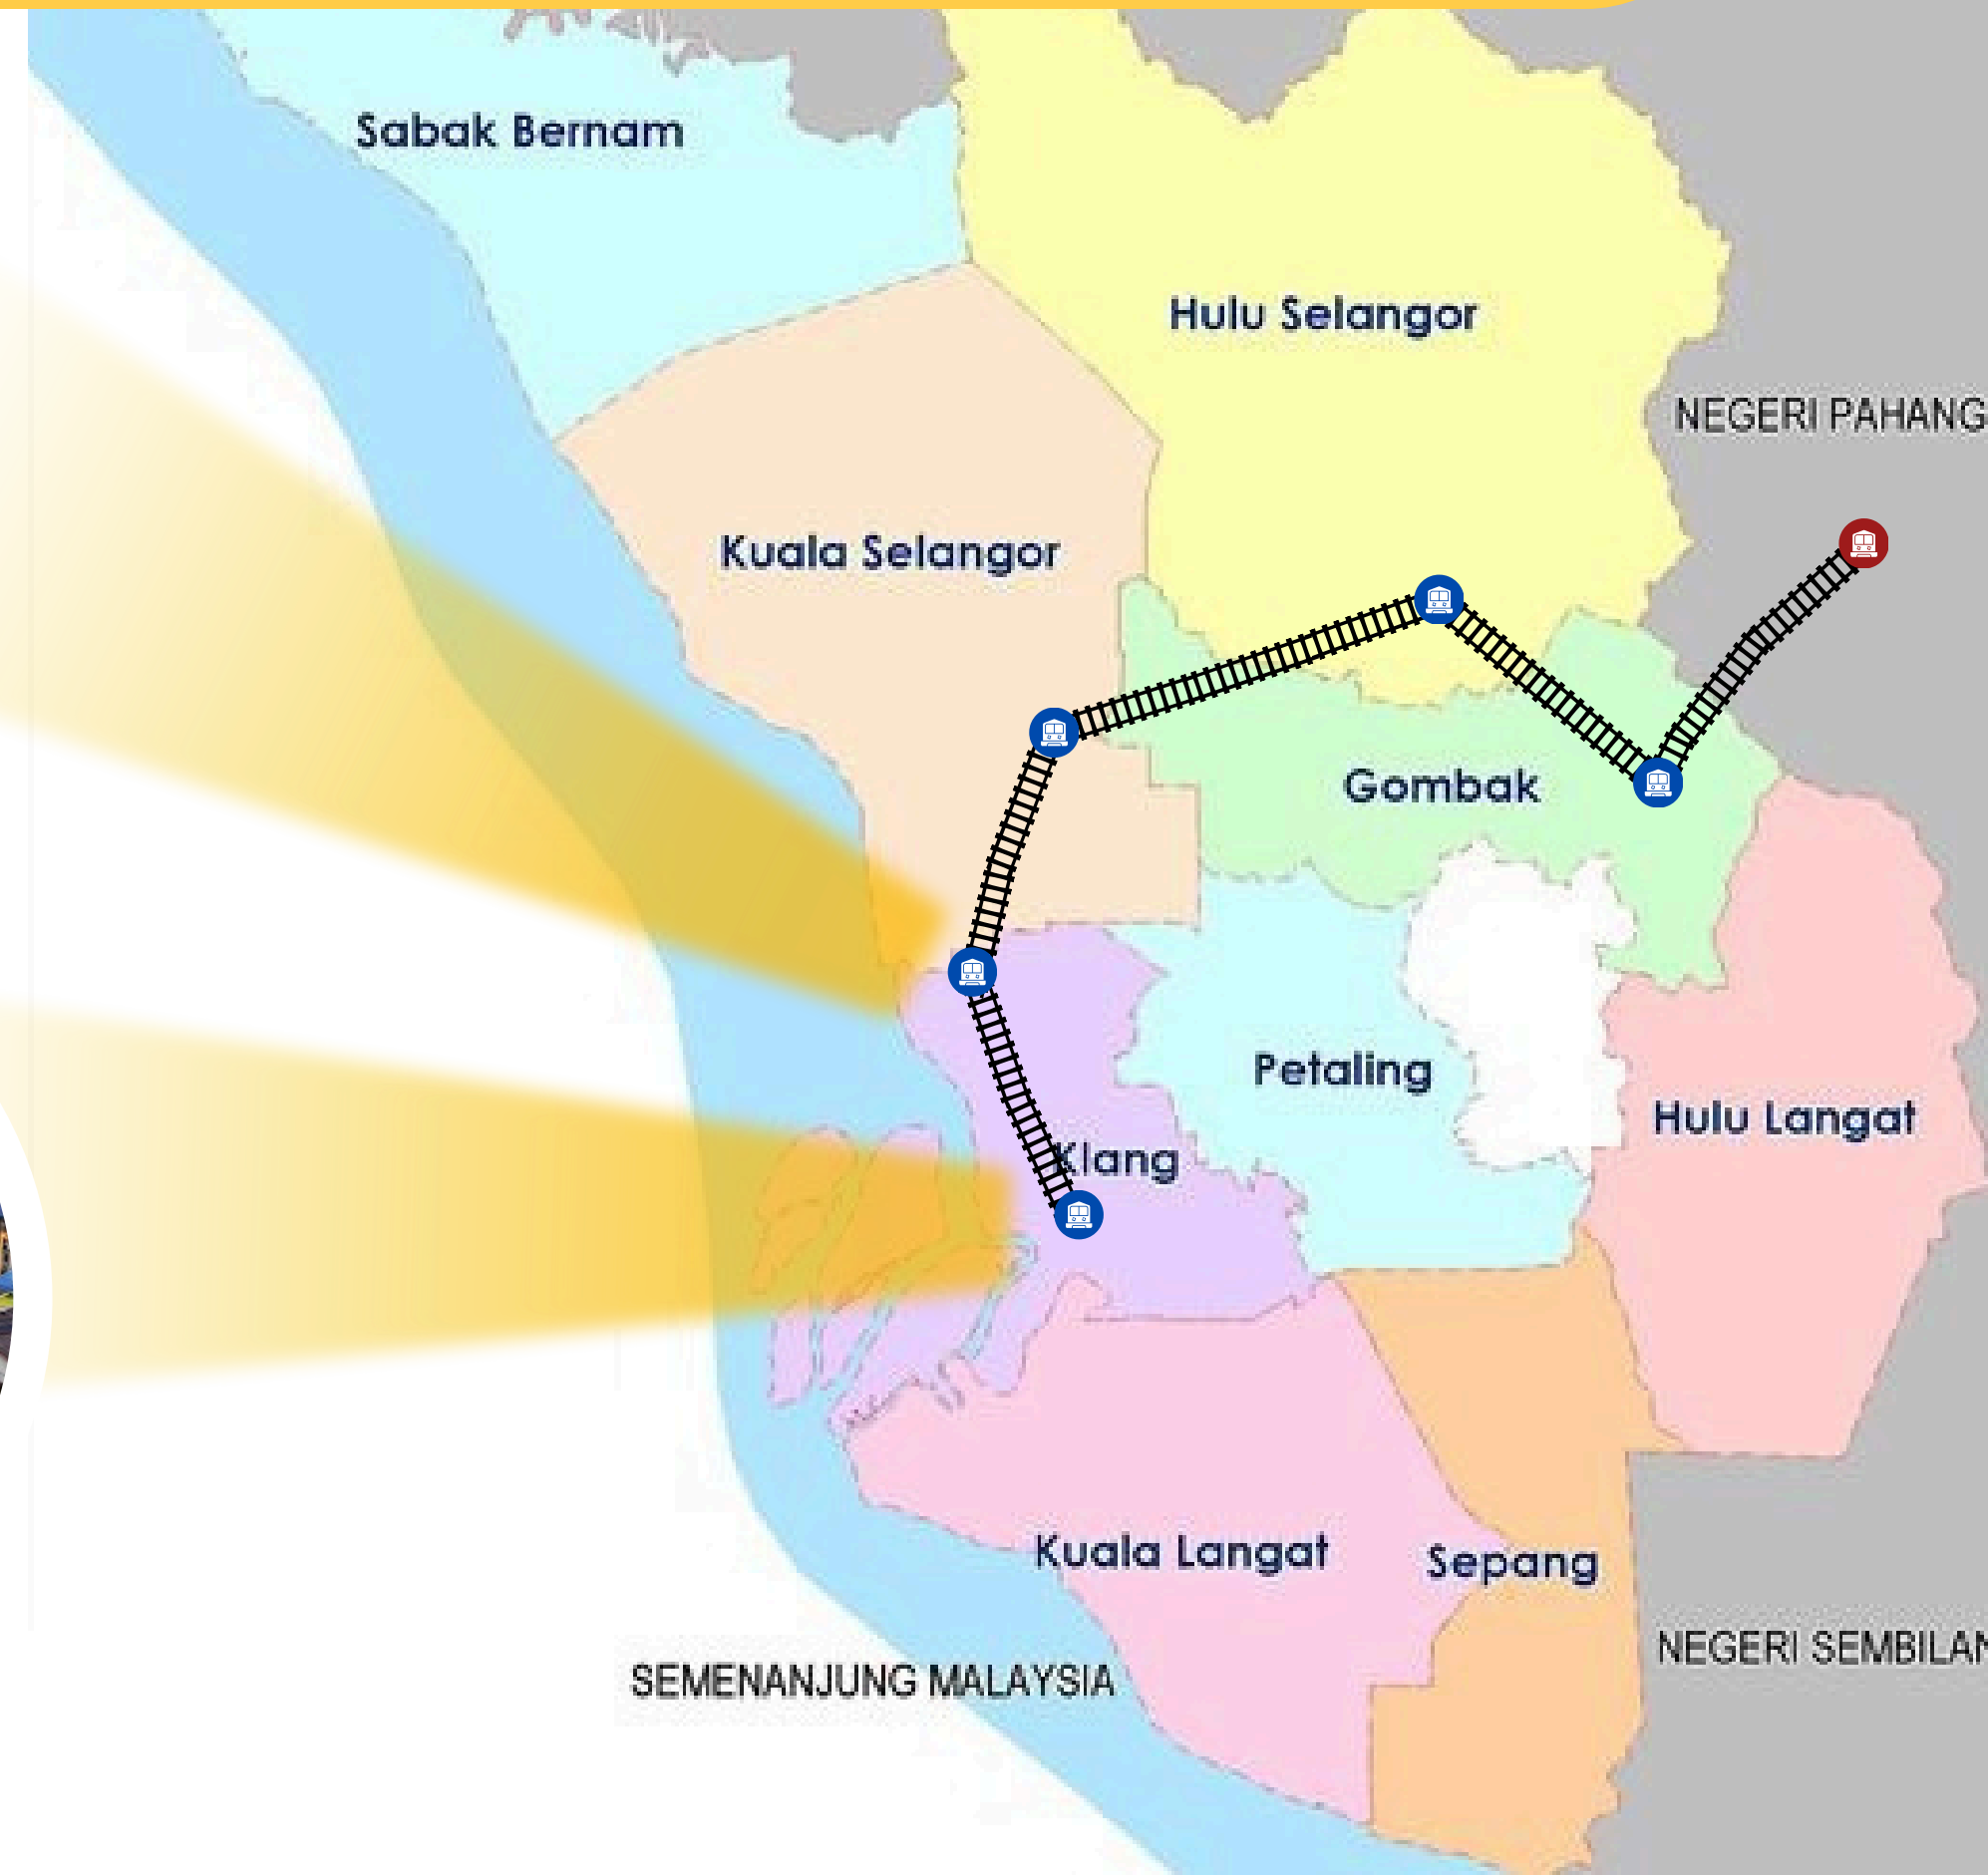 Sabak Bernam
Hulu Selangor
NEGERI PAHANG
Kuala Selangor
Gombak
Petaling
Hulu Langat
Klang
Kuala Langat
Sepang
NEGERI SEMBILAN
SEMENANJUNG MALAYSIA